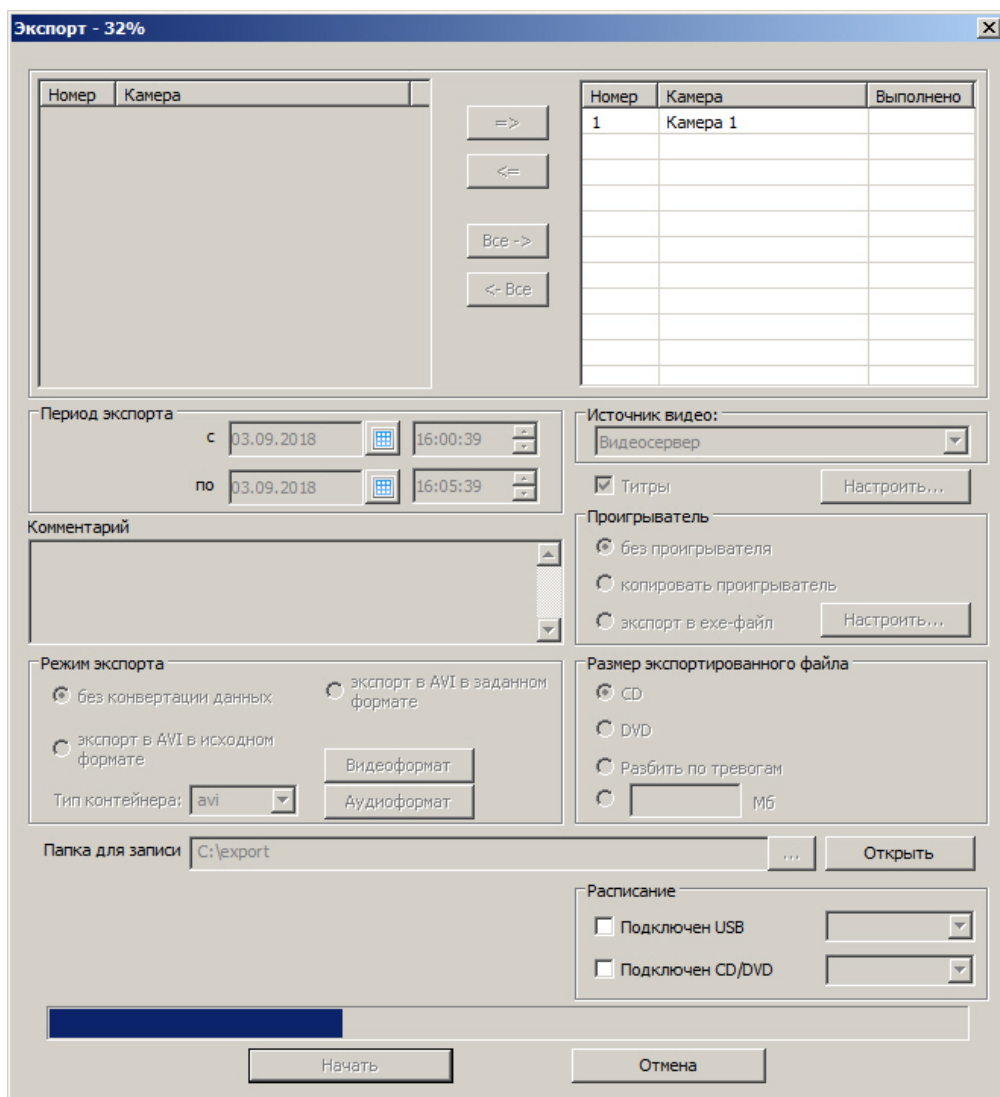 Экспорт - 32%
Номер Камера
Номер Камера Выполнено
1 Камера 1
=>
<=
Все ->
<- Все
Период экспорта
с 03.09.2018 16:00:39
по 03.09.2018 16:05:39
Источник видео:
Видеосервер
Титры Настроить...
Комментарий
Проигрыватель
без проигрывателя
копировать проигрыватель
экспорт в exe-файл Настроить...
Режим экспорта
без конвертации данных
экспорт в AVI в заданном
формате
экспорт в AVI в исходном
формате
Видеоформат
Тип контейнера: avi Аудиоформат
Размер экспортированного файла
CD
DVD
Разбить по тревогам
Мб
Папка для записи C:\export ... Открыть
Расписание
Подключен USB
Подключен CD/DVD
Начать Отмена